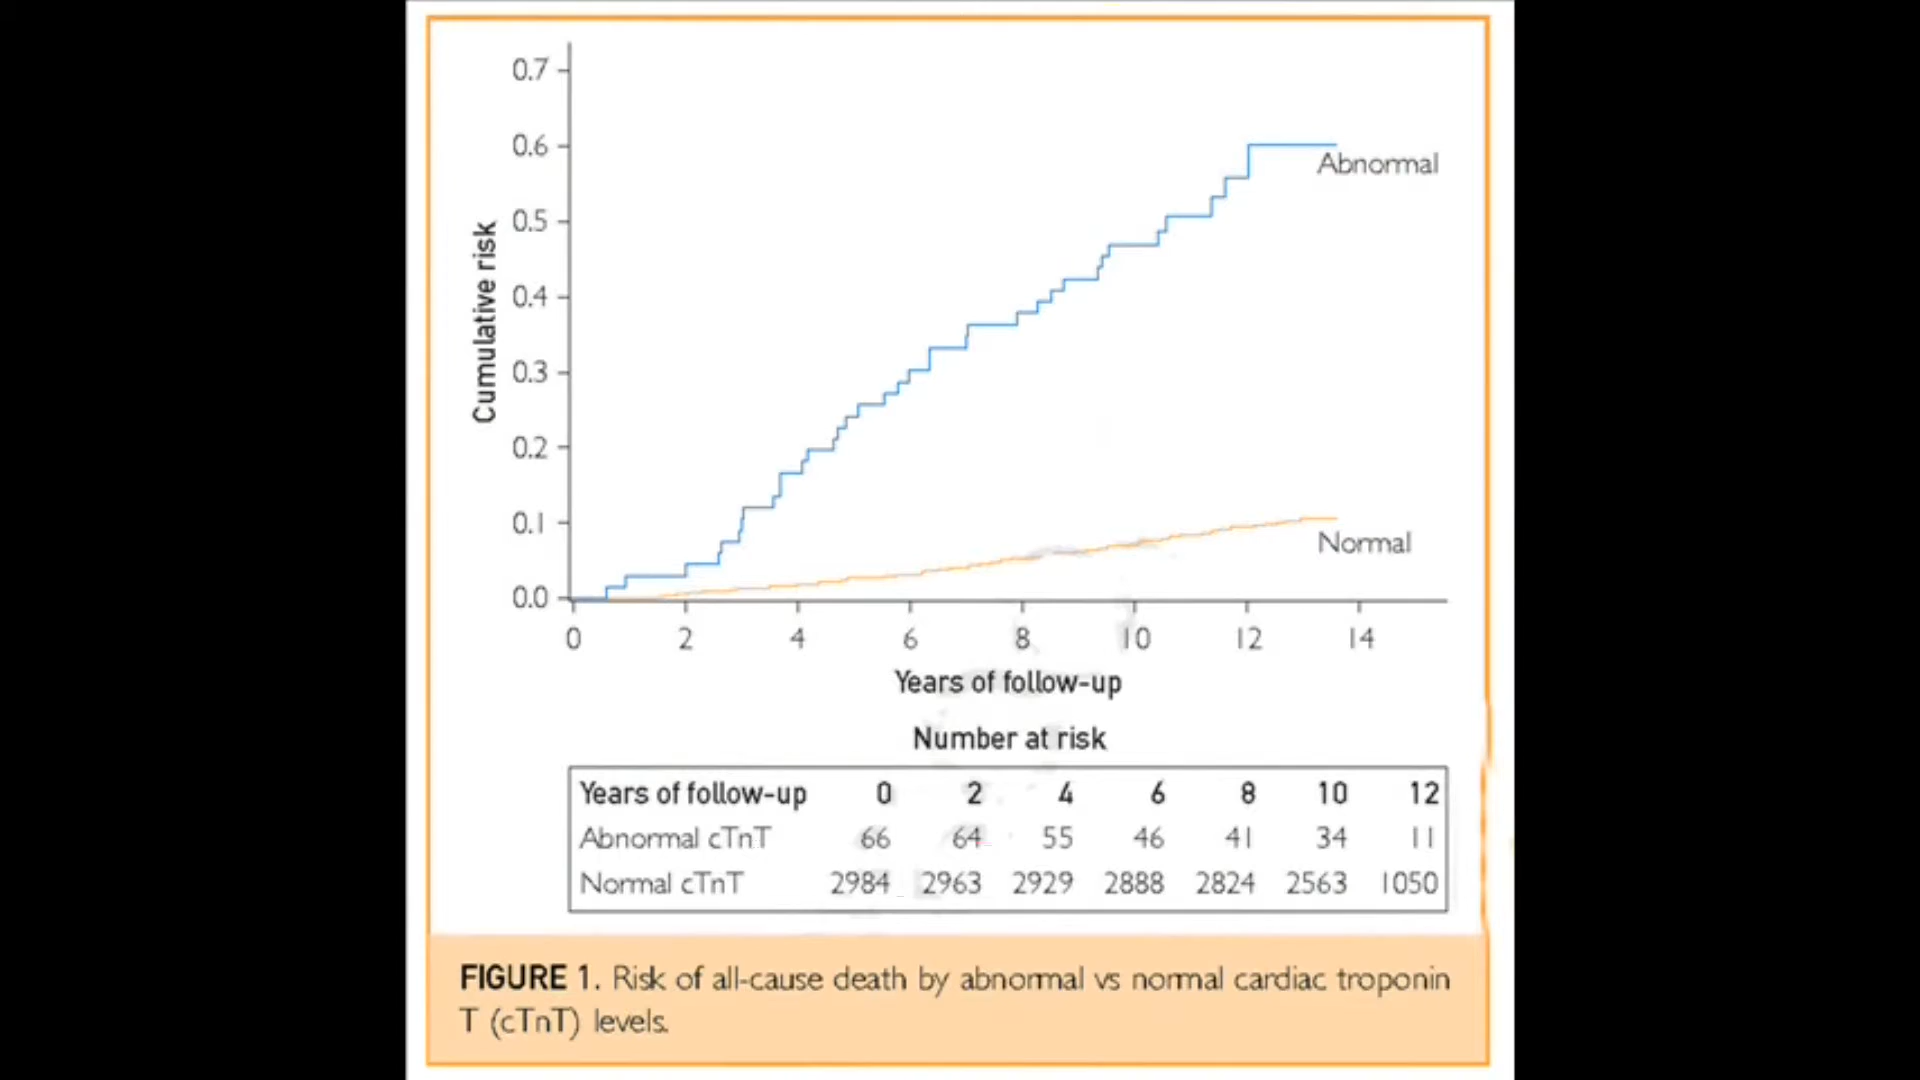 0.7
0.6
0.5
0.4
0.3
0.2
0.1
0.0
Cumulative risk
Abnormal
Normal
0 2 4 6 8 10 12 14
Years of follow-up
Number at risk
Years of follow-up 0 2 4 6 8 10 12
Abnormal cTnT 66 64 55 46 41 34 11
Normal cTnT 2984 2963 2929 2888 2824 2563 1050
FIGURE 1. Risk of all-cause death by abnormal vs normal cardiac troponin
T (cTnT) levels.